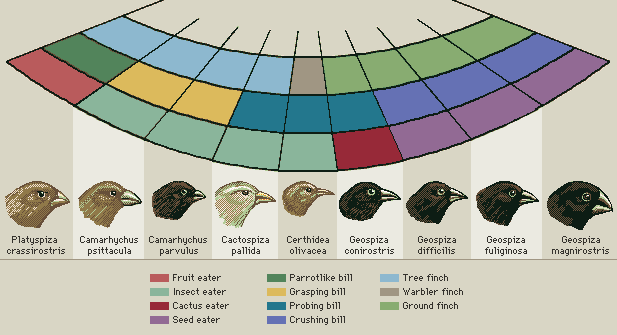 Platyspiza crassirostris
Camarhychus psittacula
Camarhychus parvulus
Cactospiza pallida
Certhidea olivacea
Geospiza conirostris
Geospiza difficilis
Geospiza fuliginosa
Geospiza magnirostris
Fruit eater
Insect eater
Cactus eater
Seed eater
Parrotlike bill
Grasping bill
Probing bill
Crushing bill
Tree finch
Warbler finch
Ground finch